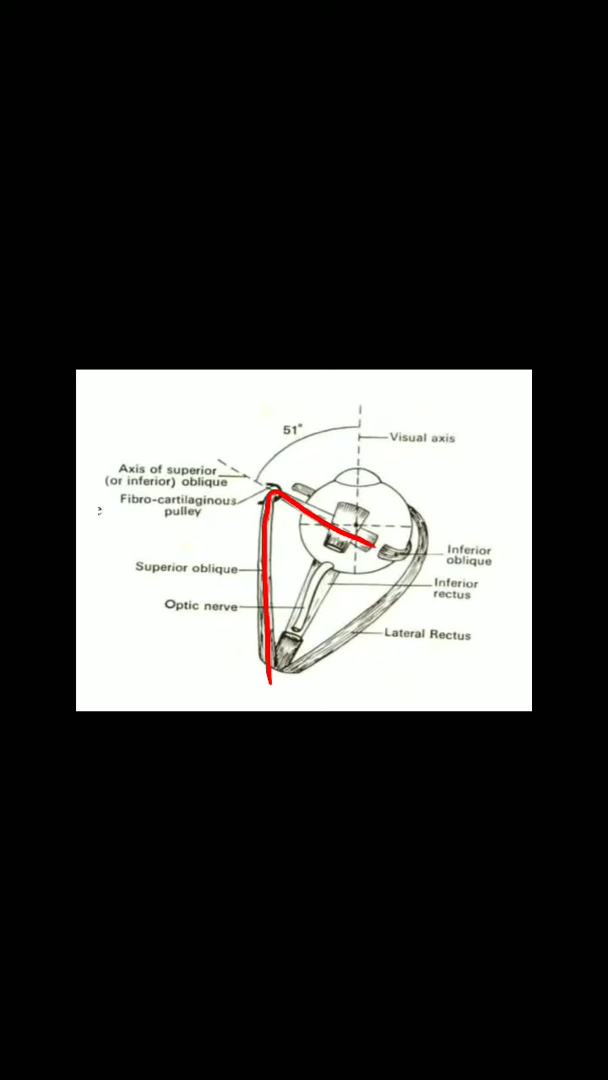 51°
Visual axis
Axis of superior
(or inferior) oblique
Fibro-cartilaginous
pulley
Superior oblique
Optic nerve
Inferior
oblique
Inferior
rectus
Lateral Rectus